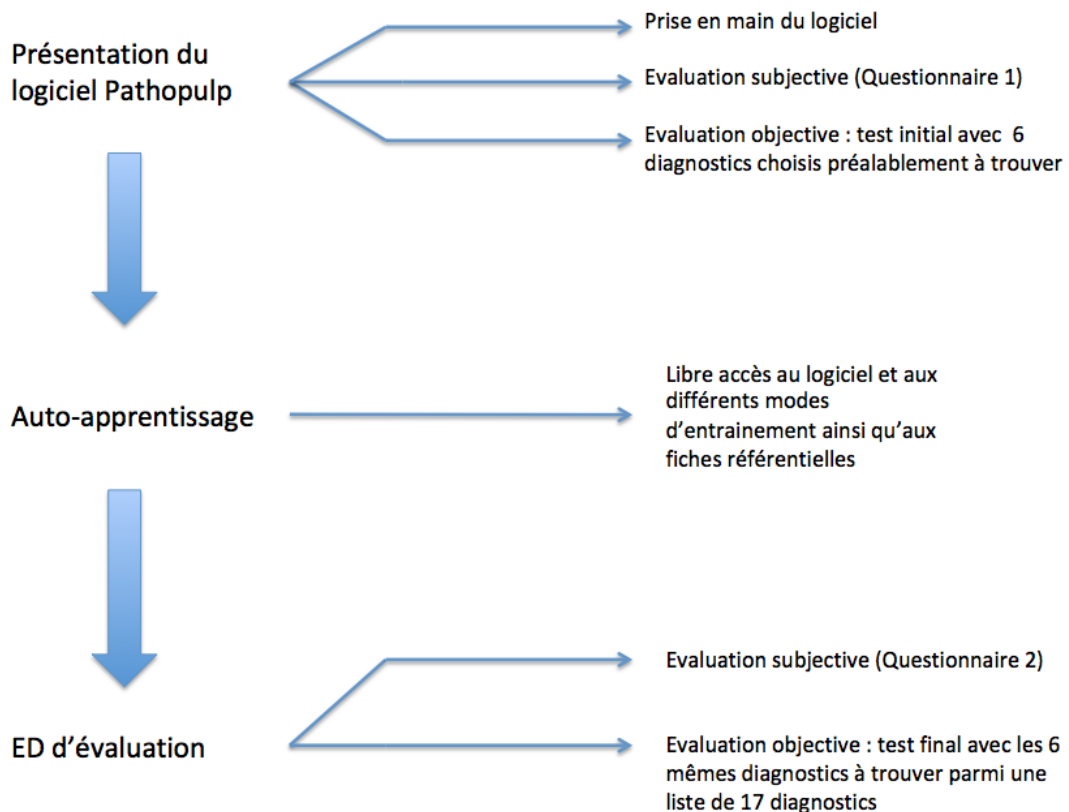 Présentation du
logiciel Pathopulp
Prise en main du logiciel
Evaluation subjective (Questionnaire 1)
Evaluation objective : test initial avec 6
diagnostics choisis préalablement à trouver
Auto-apprentissage
Libre accès au logiciel et aux
différents modes
d'entrainement ainsi qu'aux
fiches référentielles
ED d'évaluation
Evaluation subjective (Questionnaire 2)
Evaluation objective : test final avec les 6
mêmes diagnostics à trouver parmi une
liste de 17 diagnostics